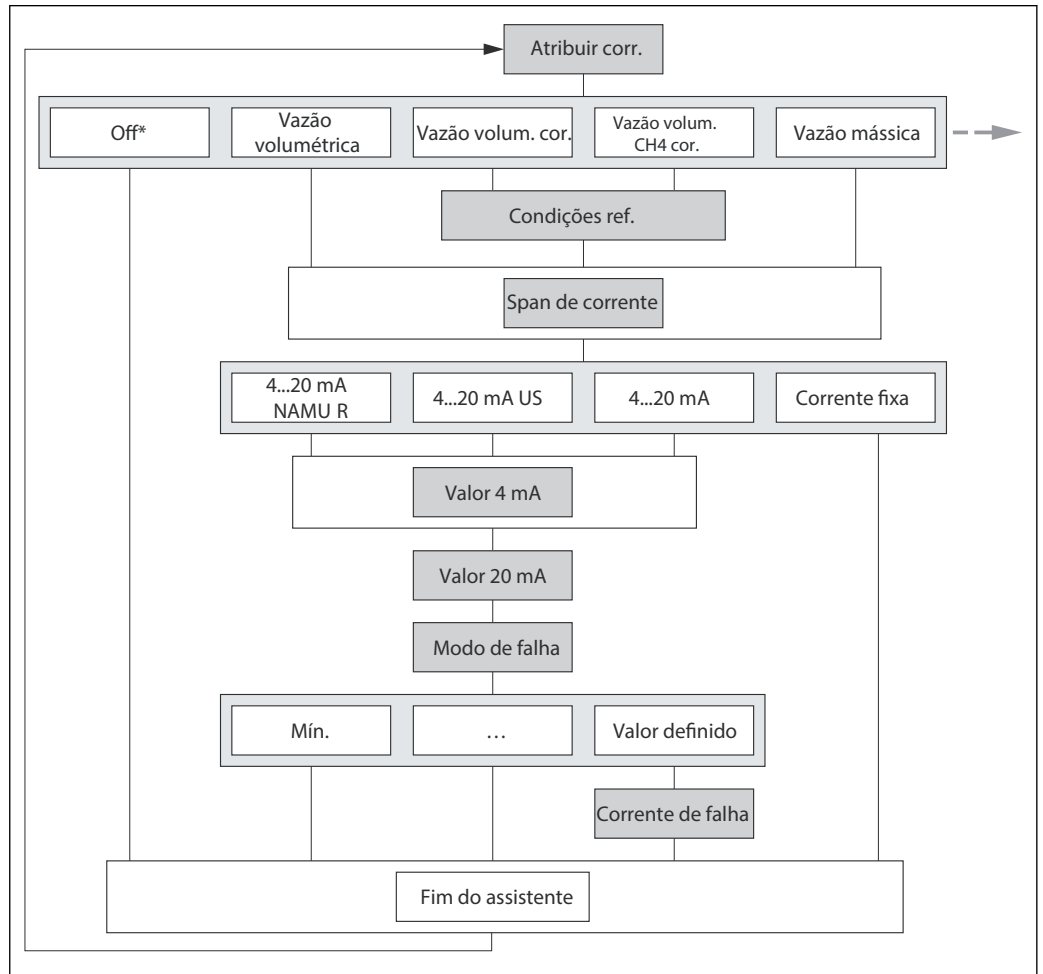 Atribuir corr.
Off*
Vazão
volumétrica
Vazão volum. cor.
Vazão volum.
CH4 cor.
Vazão mássica
Condições ref.
Span de corrente
4...20 mA
NAMU R
4...20 mA US
4...20 mA
Corrente fixa
Valor 4 mA
Valor 20 mA
Modo de falha
Mín.
...
Valor definido
Corrente de falha
Fim do assistente